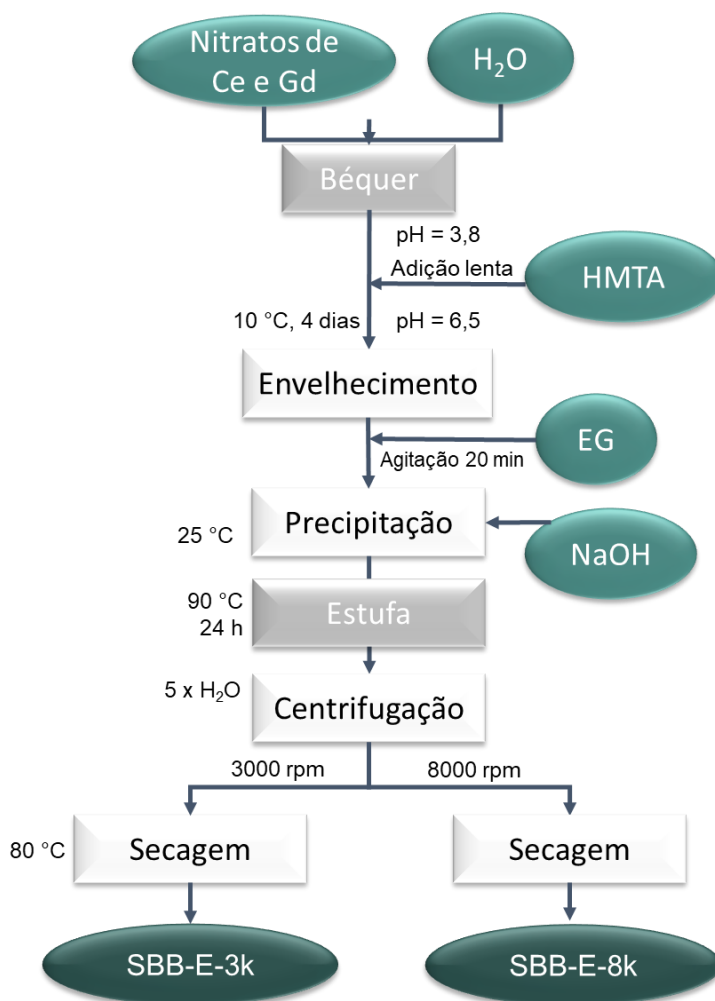 Nitratos de
Ce e Gd
H₂O
Béquer
pH = 3,8
Adição lenta
HMTA
10 °C, 4 dias
pH = 6,5
Envelhecimento
EG
Agitação 20 min
Precipitação
25 °C
NaOH
90 °C
24 h
Estufa
5 x H₂O
Centrifugação
3000 rpm
8000 rpm
80 °C
Secagem
Secagem
SBB-E-3k
SBB-E-8k